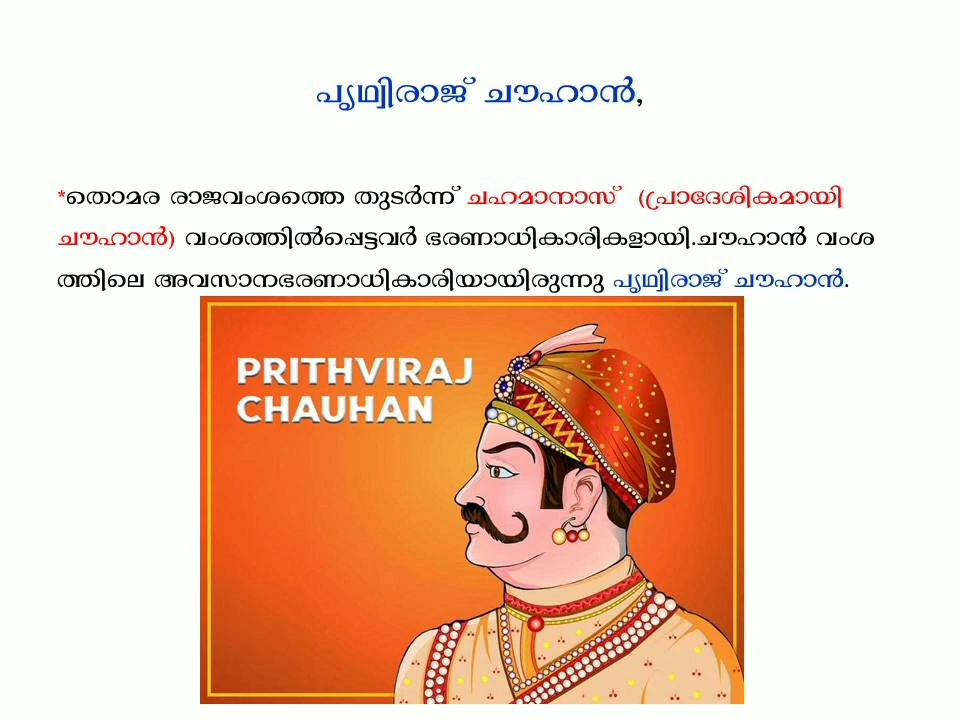 പൃഥ്വിരാജ് ചൗഹാൻ,
*തൊമര രാജവംശത്തെ തുടർന്ന് ചഹമാനാസ് ((പ്രാദേശികമായി
ചൗഹാൻ) വംശത്തിൽപ്പെട്ടവർ ഭരണാധികാരികളായി.ചൗഹാൻ വംശ
ത്തിലെ അവസാനഭരണാധികാരിയായിരുന്നു പൃഥ്വിരാജ് ചൗഹാൻ.
PRITHVIRAJ
CHAUHAN